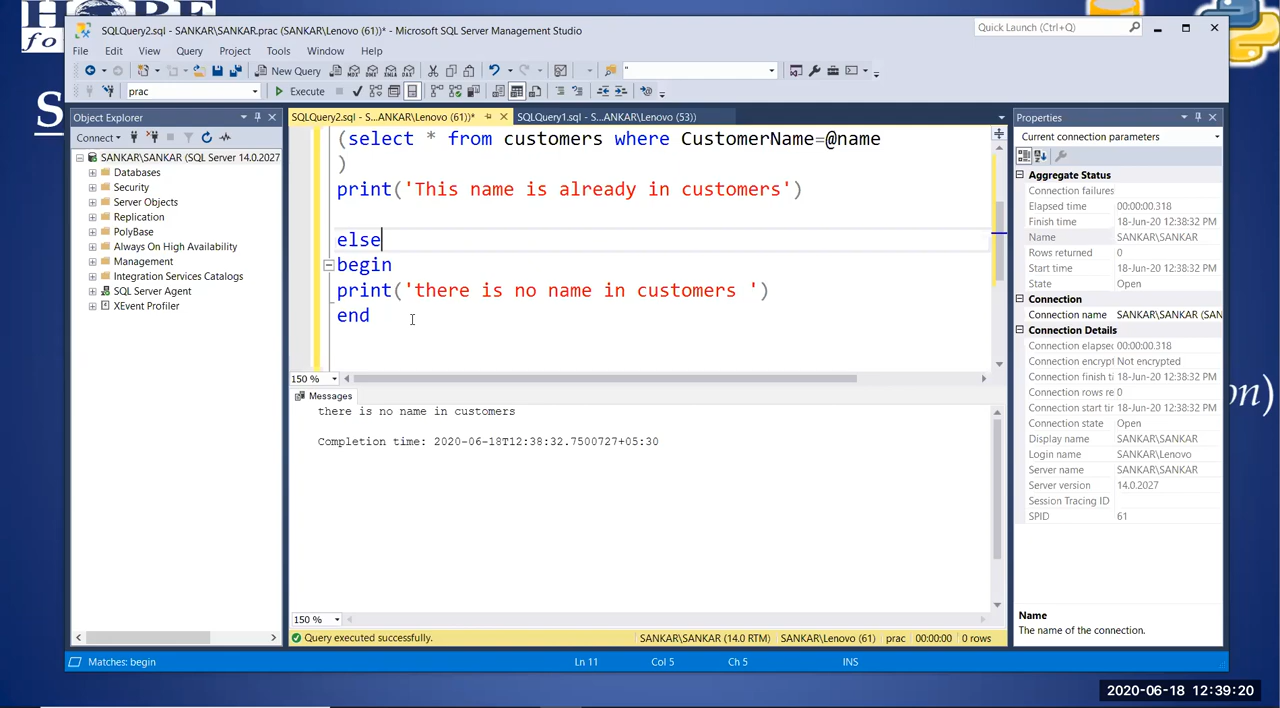 HOPE
fo
S
on)
SQLQuery2.sql - SANKAR\SANKAR.prac (SANKAR\Lenovo (61))* - Microsoft SQL Server Management Studio
Quick Launch (Ctrl+Q)
File Edit View Query Project Tools Window Help
New Query
MDX DMX XMLA DAX
"
prac
Execute
Object Explorer
Connect
SANKAR\SANKAR (SQL Server 14.0.2027
Databases
Security
Server Objects
Replication
PolyBase
Always On High Availability
Management
Integration Services Catalogs
SQL Server Agent
XEvent Profiler
SQLQuery2.sql - S...ANKAR\Lenovo (61))*
SQLQuery1.sql - S...ANKAR\Lenovo (53))
(select * from customers where CustomerName=@name
)
print('This name is already in customers')
else
begin
print('there is no name in customers ')
end
150 %
Messages
there is no name in customers
Completion time: 2020-06-18T12:38:32.7500727+05:30
150 %
Query executed successfully.
SANKAR\SANKAR (14.0 RTM)
SANKAR\Lenovo (61)
prac
00:00:00
0 rows
Properties
Current connection parameters
Aggregate Status
Connection failures
Elapsed time 00:00:00.318
Finish time 18-Jun-20 12:38:32 PM
Name SANKAR\SANKAR
Rows returned 0
Start time 18-Jun-20 12:38:32 PM
State Open
Connection
Connection name SANKAR\SANKAR (SAN
Connection Details
Connection elapsec 00:00:00.318
Connection encrypt Not encrypted
Connection finish ti 18-Jun-20 12:38:32 PM
Connection rows re 0
Connection start tir 18-Jun-20 12:38:32 PM
Connection state Open
Display name SANKAR\SANKAR
Login name SANKAR\Lenovo
Server name SANKAR\SANKAR
Server version 14.0.2027
Session Tracing ID
SPID 61
Name
The name of the connection.
Matches: begin
Ln 11
Col 5
Ch 5
INS
2020-06-18 12:39:20